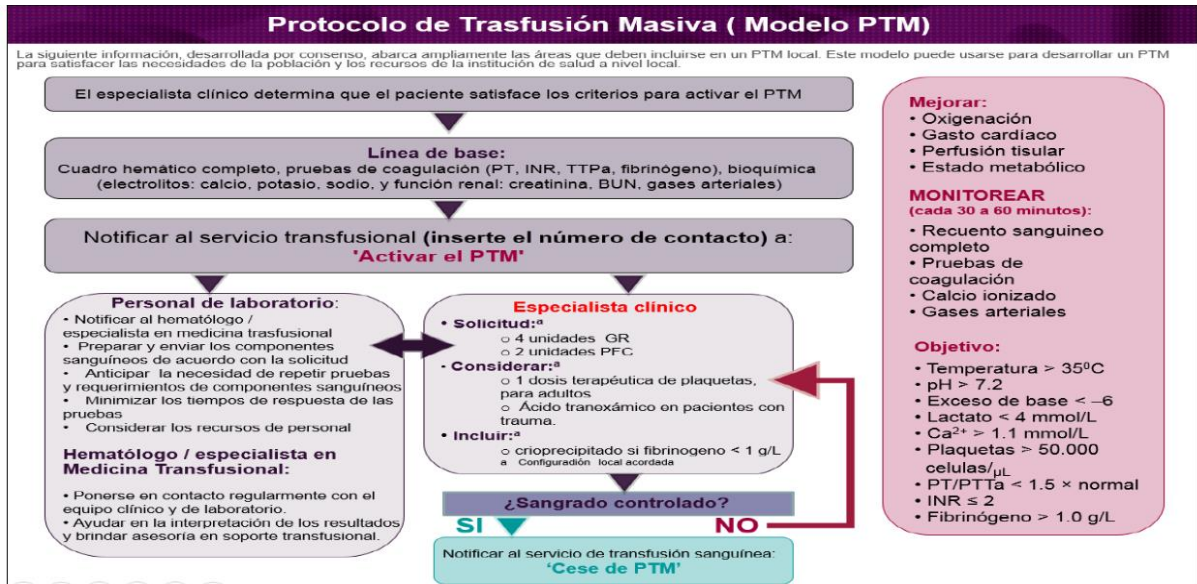 Protocolo de Trasfusión Masiva ( Modelo PTM)
La siguiente información, desarrollada por consenso, abarca ampliamente las áreas que deben incluirse en un PTM local. Este modelo puede usarse para desarrollar un PTM
para satisfacer las necesidades de la población y los recursos de la institución de salud a nivel local.
El especialista clínico determina que el paciente satisface los criterios para activar el PTM
Línea de base:
Cuadro hemático completo, pruebas de coagulación (PT, INR, TTPa, fibrinógeno), bioquímica
(electrolitos: calcio, potasio, sodio, y función renal: creatinina, BUN, gases arteriales)
Notificar al servicio transfusional (inserte el número de contacto) a:
'Activar el PTM'
Personal de laboratorio:
• Notificar al hematólogo /
especialista en medicina trasfusional
• Preparar y enviar los componentes
sanguíneos de acuerdo con la solicitud
• Anticipar la necesidad de repetir pruebas
y requerimientos de componentes sanguíneos
• Minimizar los tiempos de respuesta de las
pruebas
• Considerar los recursos de personal
Hematólogo / especialista en
Medicina Transfusional:
• Ponerse en contacto regularmente con el
equipo clínico y de laboratorio.
• Ayudar en la interpretación de los resultados
y brindar asesoría en soporte transfusional.
Especialista clínico
• Solicitud:ª
o 4 unidades GR
o 2 unidades PFC
- Considerar:ª
o 1 dosis terapéutica de plaquetas,
para adultos
o Ácido tranexámico en pacientes con
trauma.
• Incluir:ª
o crioprecipitado si fibrinogeno < 1 g/L
a Configuradión local acordada
¿Sangrado controlado?
SI NO
Notificar al servicio de transfusión sanguínea:
'Cese de PTM'
Mejorar:
• Oxigenación
• Gasto cardíaco
• Perfusión tisular
• Estado metabólico
MONITOREAR
(cada 30 a 60 minutos):
• Recuento sanguineo
completo
• Pruebas de
coagulación
• Calcio ionizado
• Gases arteriales
Objetivo:
• Temperatura > 35⁰C
• pH > 7.2
• Exceso de base < –6
• Lactato < 4 mmol/L
• Ca²⁺ > 1.1 mmol/L
• Plaquetas > 50.000
celulas/µL
• PT/PTTa < 1.5 × normal
• INR ≤ 2
• Fibrinógeno > 1.0 g/L